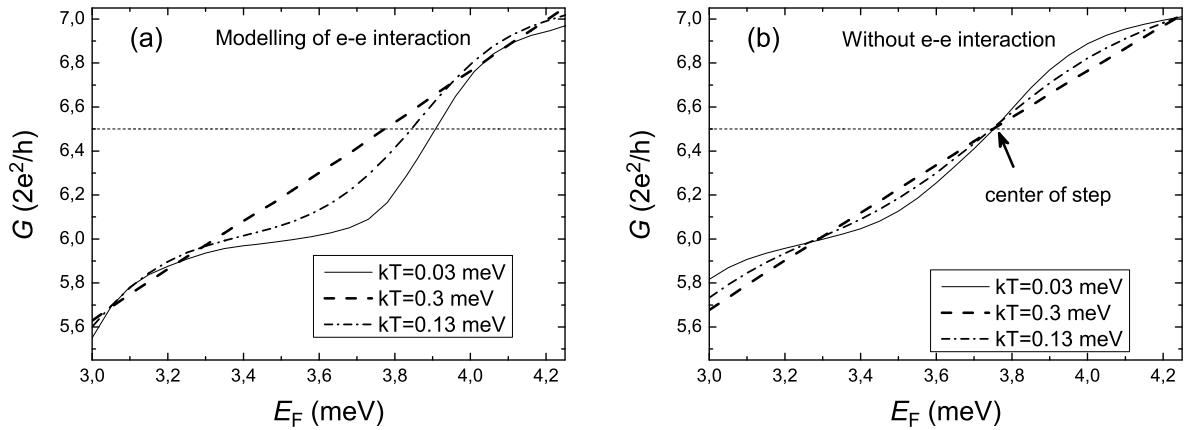 (a) Modelling of e-e interaction
7,0
6,8
6,6
6,4
6,2
6,0
5,8
5,6
G (2e²/h)
kT=0.03 meV
kT=0.3 meV
kT=0.13 meV
3,0 3,2 3,4 3,6 3,8 4,0 4,2
E_F (meV)
(b) Without e-e interaction
7,0
6,8
6,6
6,4
6,2
6,0
5,8
5,6
G (2e²/h)
center of step
kT=0.03 meV
kT=0.3 meV
kT=0.13 meV
3,0 3,2 3,4 3,6 3,8 4,0 4,2
E_F (meV)